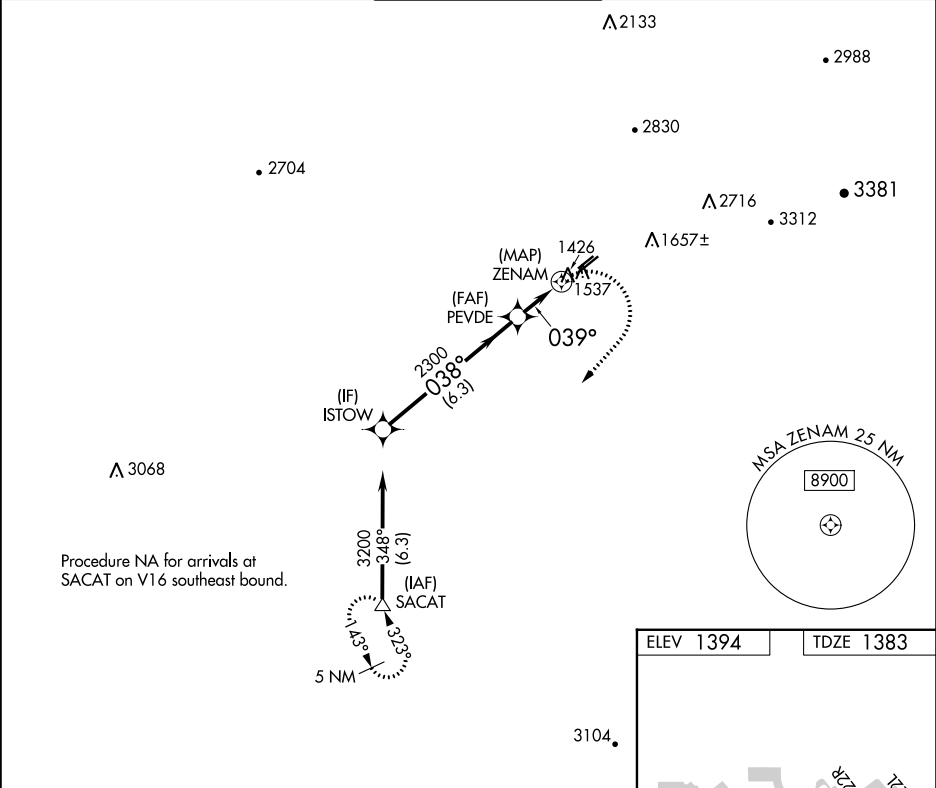 2133
2988
2830
2704
3381
2716
3312
1657±
1426
(MAP)
ZENAM
1537
(FAF)
PEVDE
039°
2300
038°
(6.3)
(IF)
ISTOW
3068
MSA ZENAM 25 NM
8900
3200
348°
(6.3)
Procedure NA for arrivals at
SACAT on V16 southeast bound.
(IAF)
SACAT
143°
323°
5 NM
ELEV 1394
TDZE 1383
3104
22R
22L